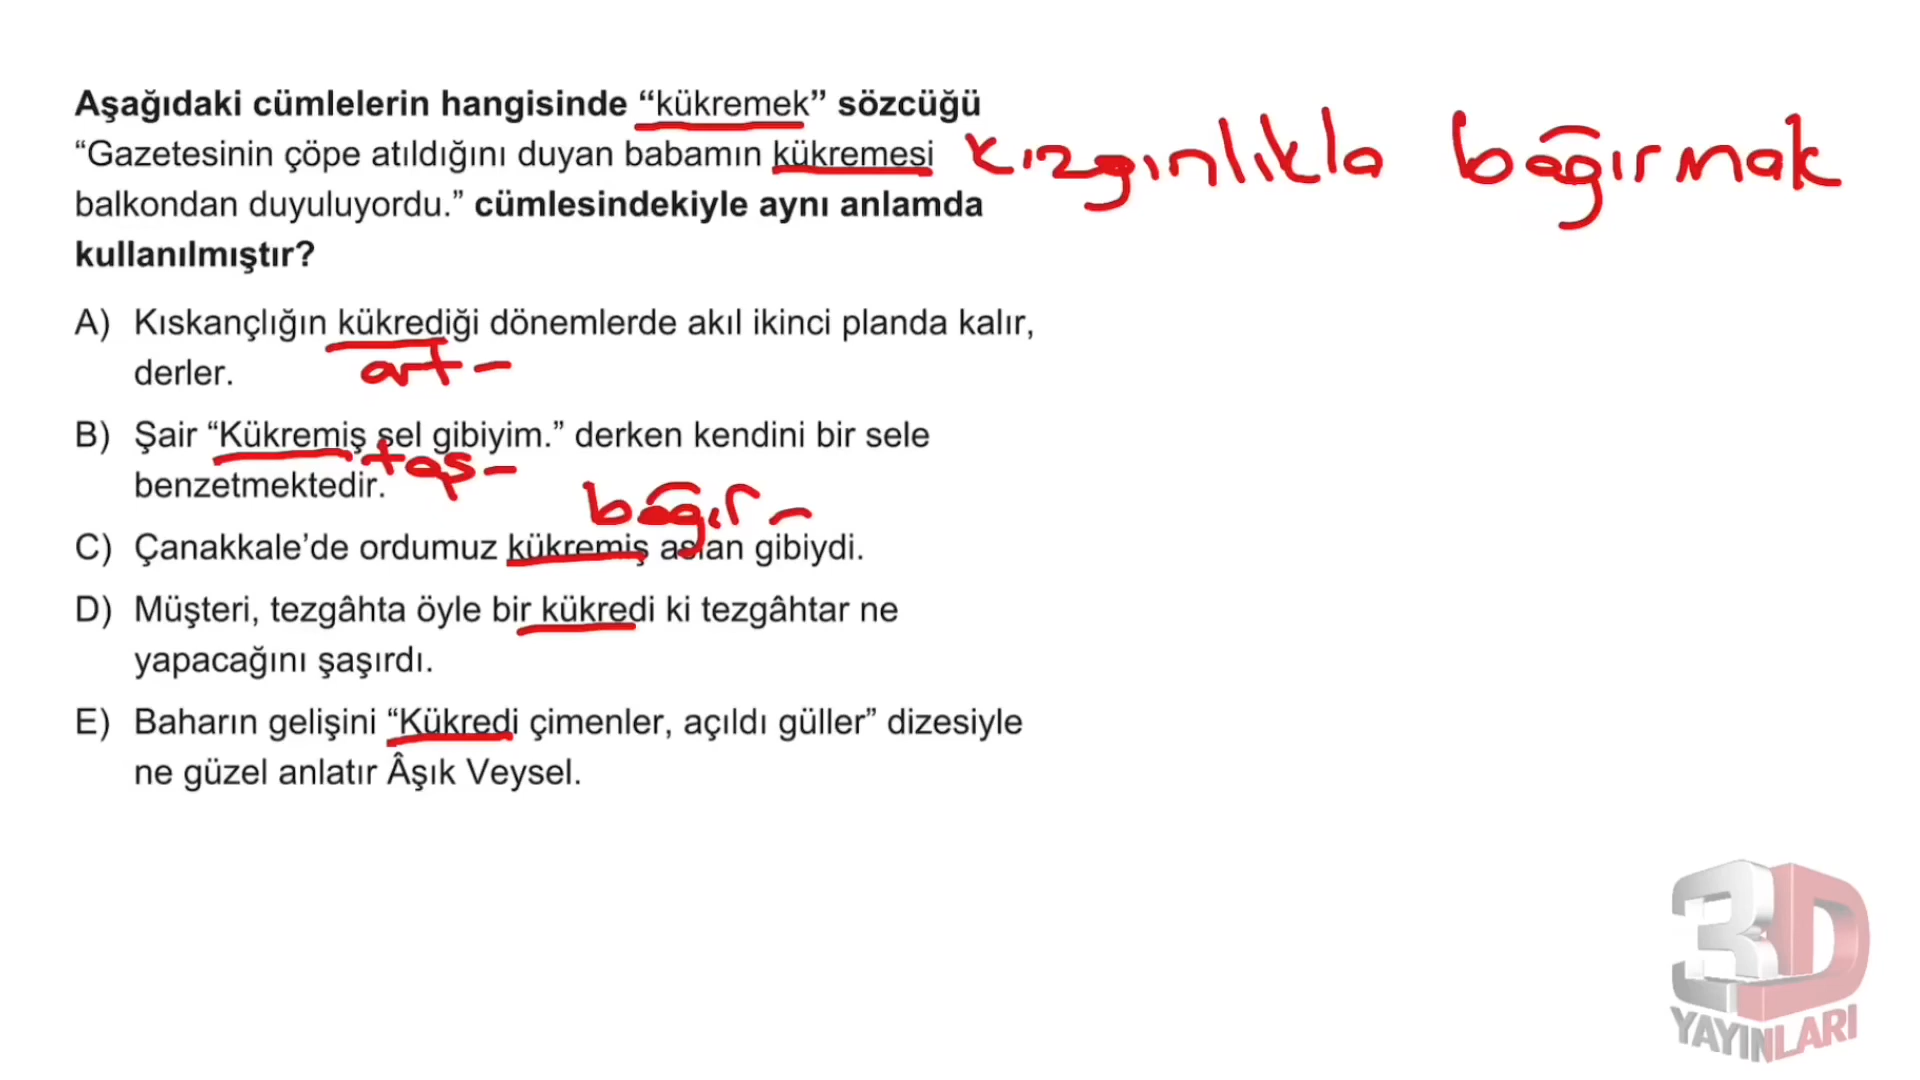 Aşağıdaki cümlelerin hangisinde “kükremek” sözcüğü
“Gazetesinin çöpe atıldığını duyan babamın kükremesi kızgınlıkla bağırmak
balkondan duyuluyordu.” cümlesindekiyle aynı anlamda
kullanılmıştır?
A) Kıskançlığın kükrediği dönemlerde akıl ikinci planda kalır,
derler. art -
B) Şair “Kükremiş sel gibiyim.” derken kendini bir sele
taş -
benzetmektedir.
bağır -
C) Çanakkale’de ordumuz kükremiş aslan gibiydi.
D) Müşteri, tezgâhta öyle bir kükredi ki tezgâhtar ne
yapacağını şaşırdı.
E) Baharın gelişini “Kükredi çimenler, açıldı güller” dizesiyle
ne güzel anlatır Âşık Veysel.
3D
YAYINLARI